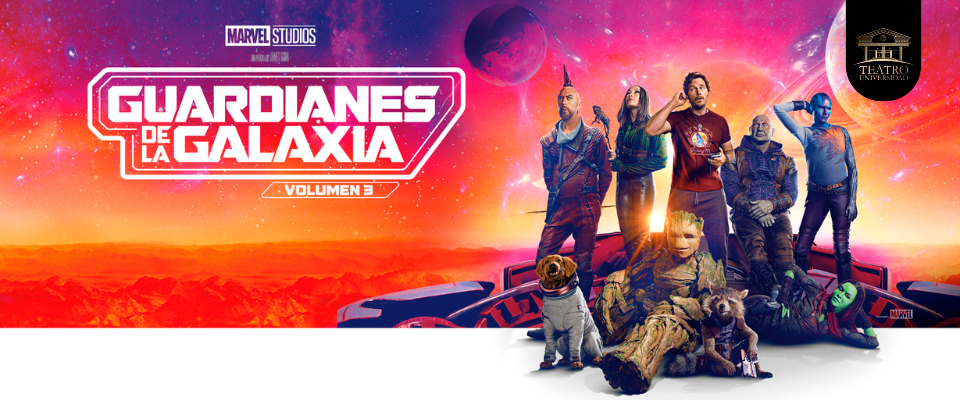 MARVEL STUDIOS
GUARDIANES
DE LA GALAXIA
VOLUMEN 3
TEATRO
UNIVERSIDAD
MARVEL